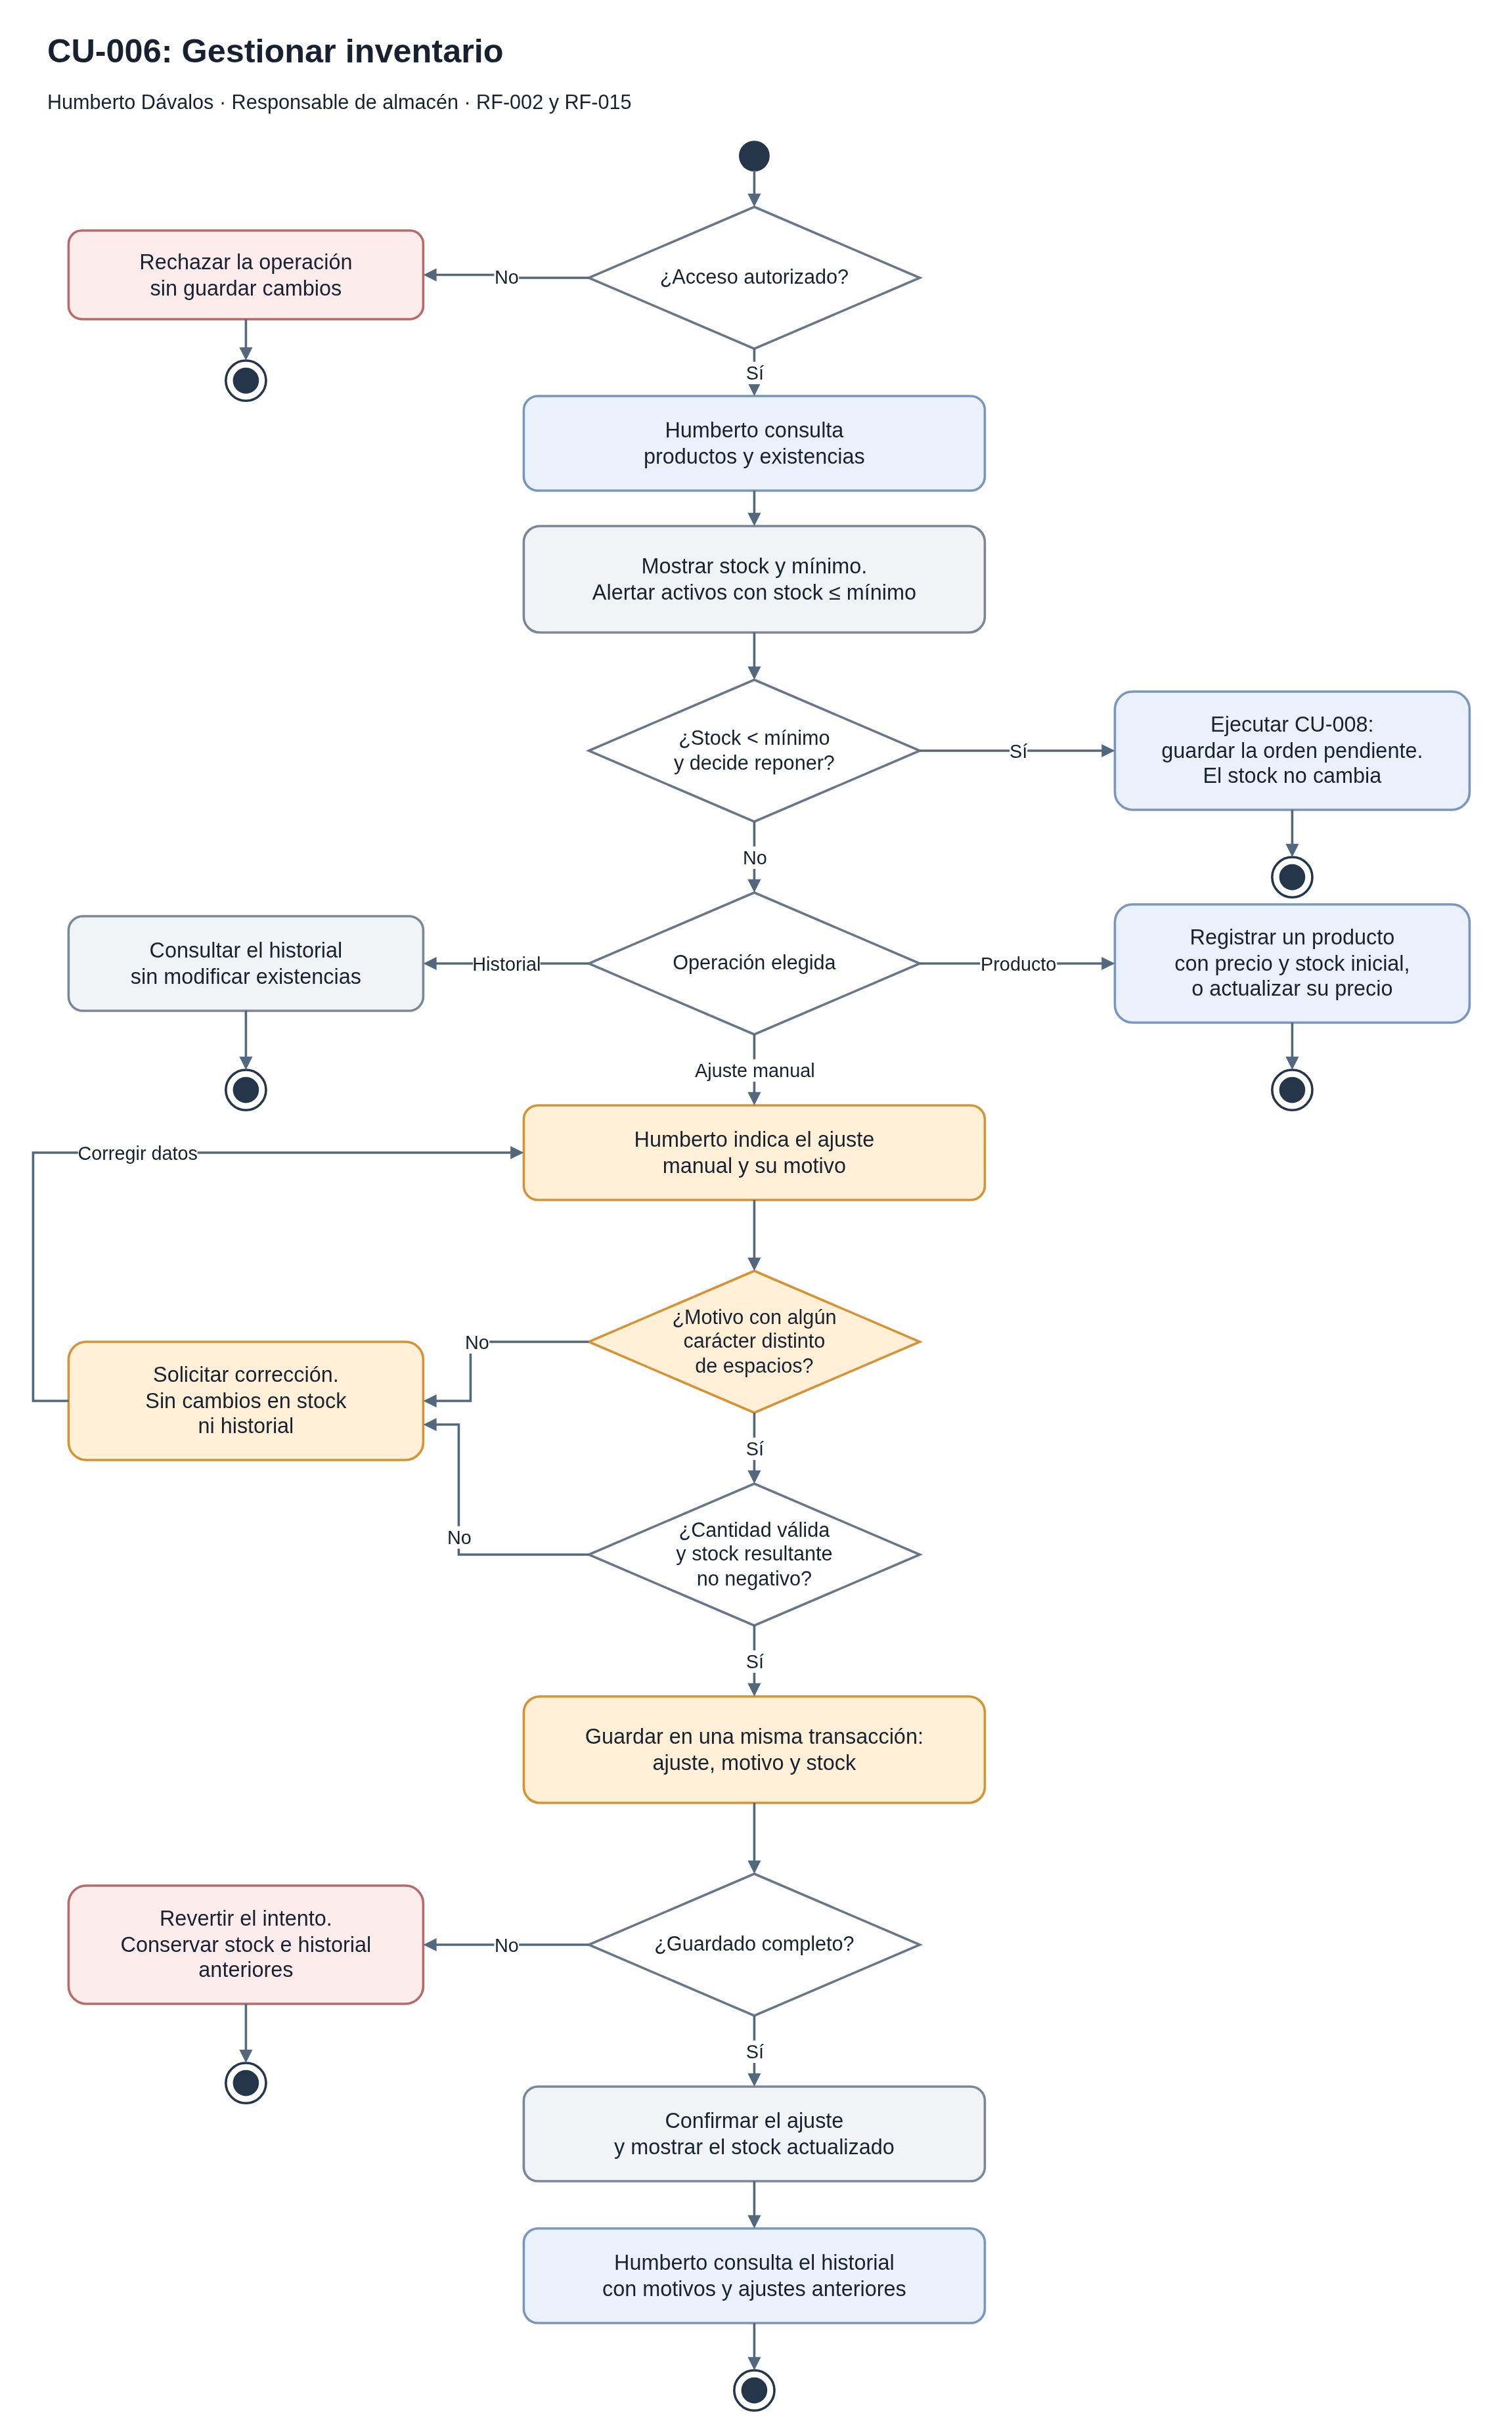 CU-006: Gestionar inventario
Humberto Dávalos · Responsable de almacén · RF-002 y RF-015
¿Acceso autorizado?
No
Rechazar la operación
sin guardar cambios
Sí
Humberto consulta
productos y existencias
Mostrar stock y mínimo.
Alertar activos con stock ≤ mínimo
¿Stock < mínimo
y decide reponer?
Sí
Ejecutar CU-008:
guardar la orden pendiente.
El stock no cambia
No
Operación elegida
Historial
Consultar el historial
sin modificar existencias
Producto
Registrar un producto
con precio y stock inicial,
o actualizar su precio
Ajuste manual
Humberto indica el ajuste
manual y su motivo
Corregir datos
¿Motivo con algún
carácter distinto
de espacios?
No
Solicitar corrección.
Sin cambios en stock
ni historial
Sí
¿Cantidad válida
y stock resultante
no negativo?
No
Sí
Guardar en una misma transacción:
ajuste, motivo y stock
¿Guardado completo?
No
Revertir el intento.
Conservar stock e historial
anteriores
Sí
Confirmar el ajuste
y mostrar el stock actualizado
Humberto consulta el historial
con motivos y ajustes anteriores